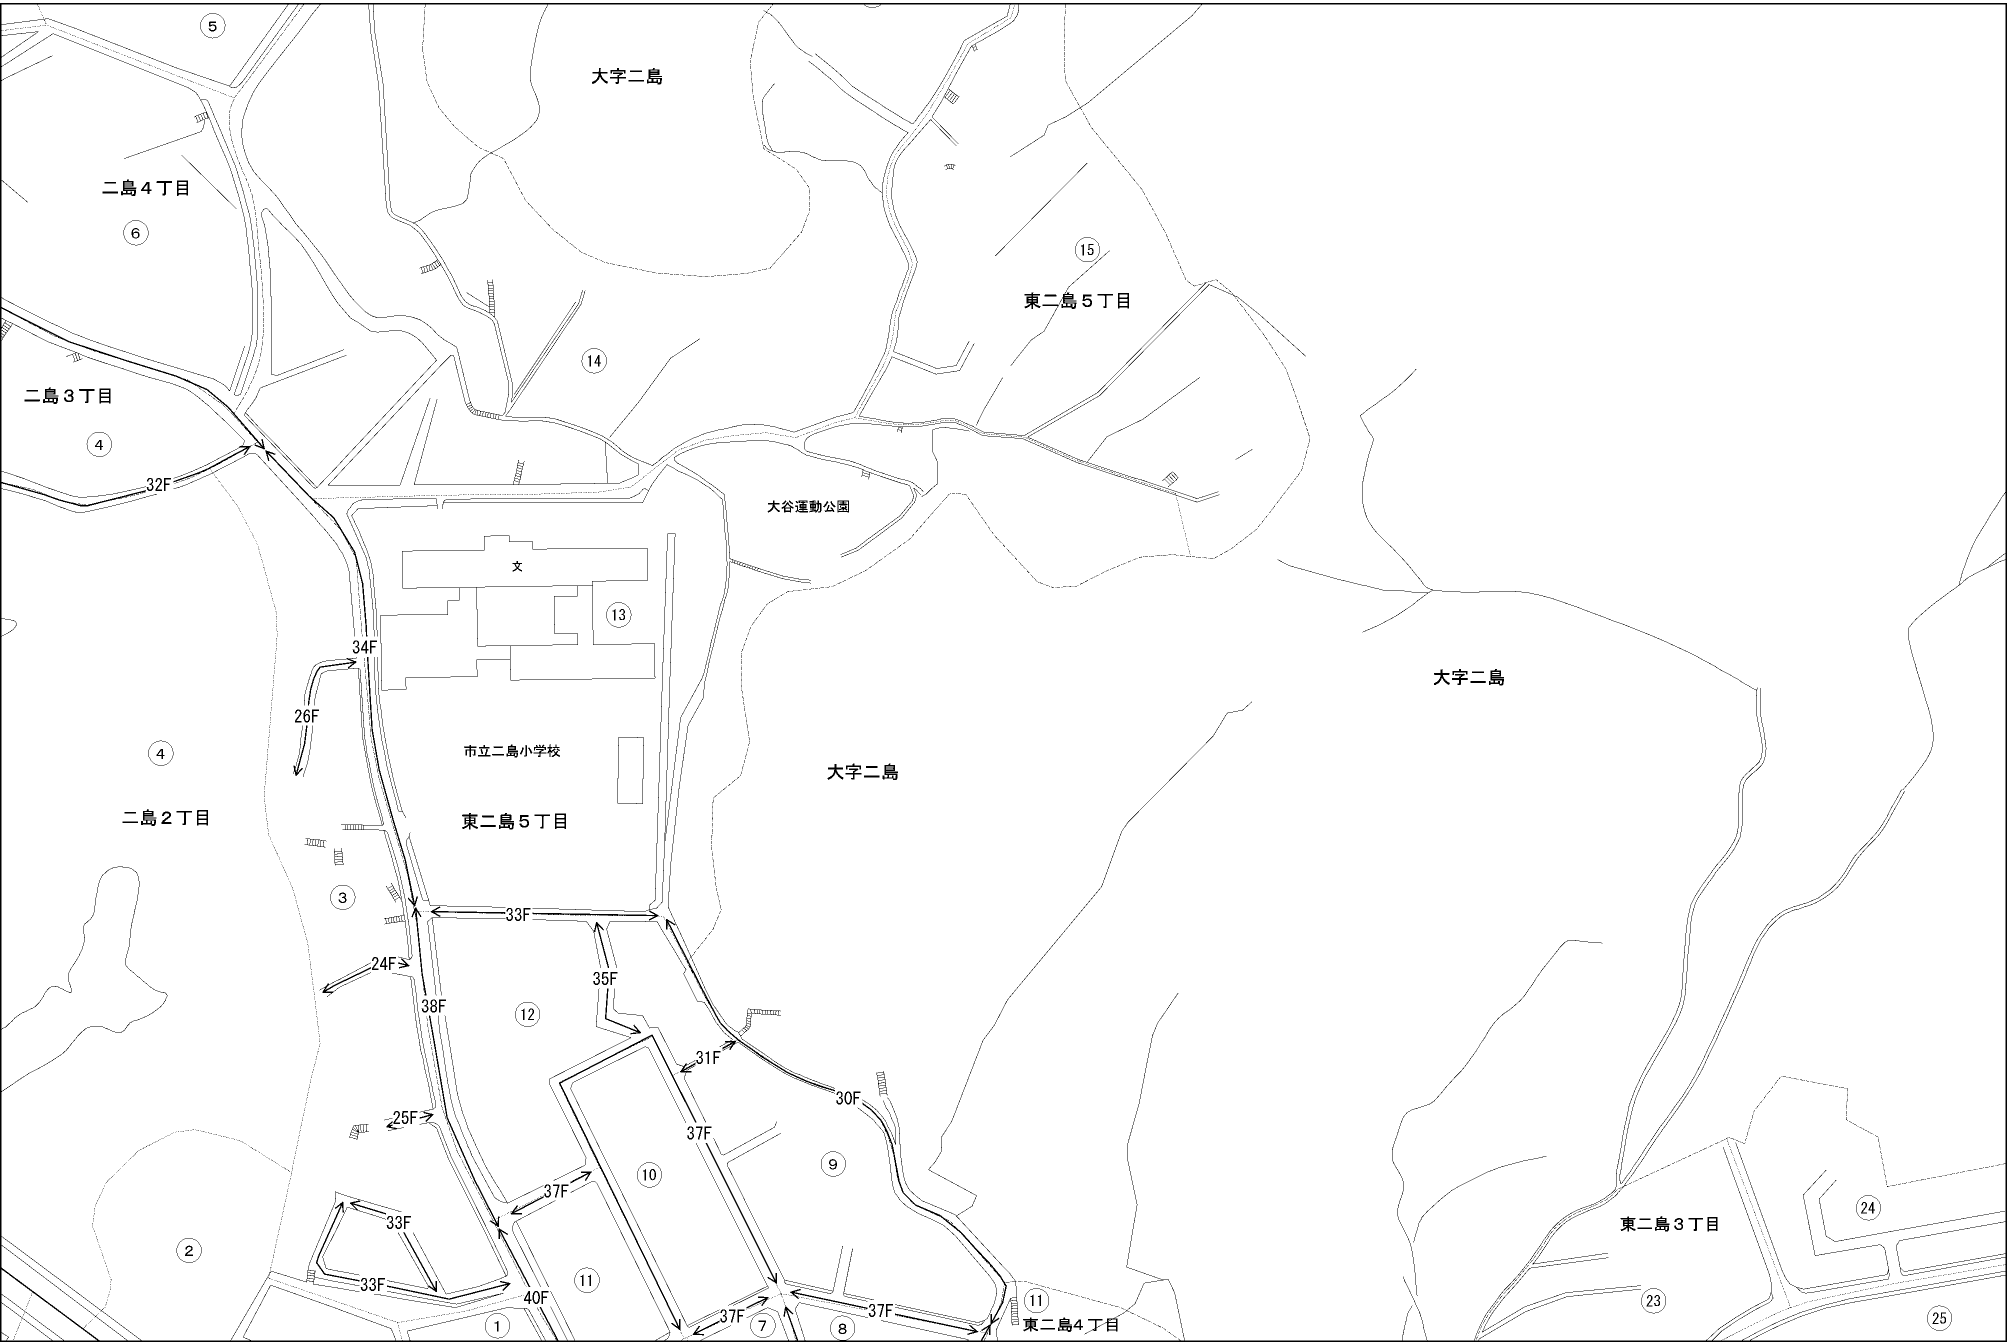 5
大字二島
二島４丁目
6
15
東二島５丁目
14
二島３丁目
4
32F
大谷運動公園
文
13
34F
大字二島
26F
4
市立二島小学校
大字二島
二島２丁目
東二島５丁目
3
33F
24F
35F
38F
12
31F
30F
25F
37F
9
10
37F
24
33F
東二島３丁目
2
11
33F
40F
37F
37F
11
23
25
1
7
8
東二島４丁目